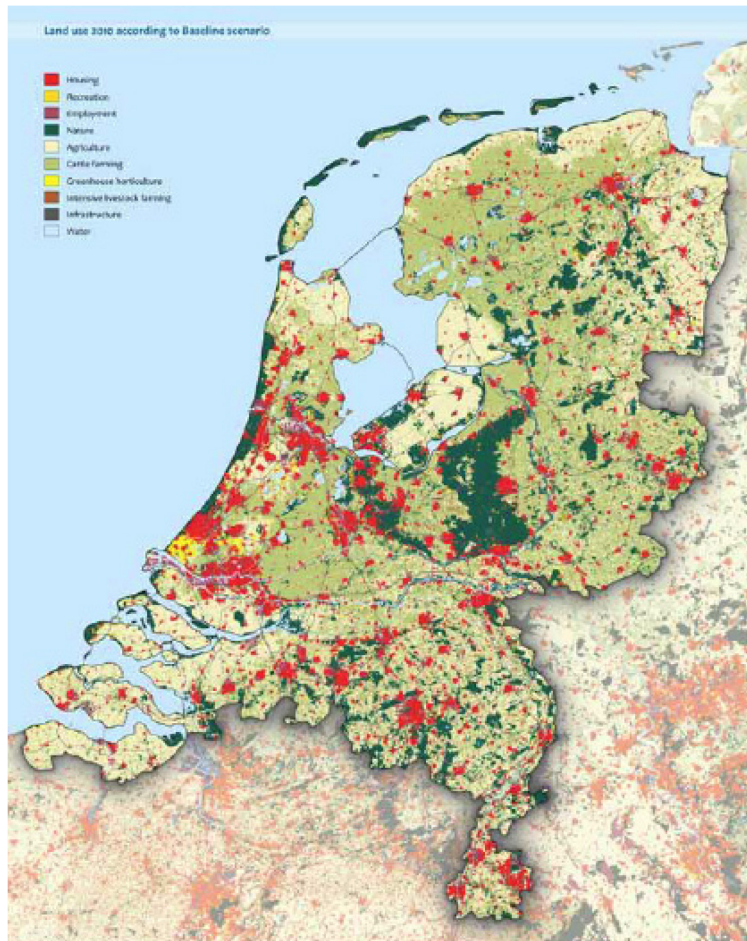 Land use 2010 according to Baseline scenario
Housing
Recreation
Employment
Nature
Agriculture
Cattle farming
Greenhouse horticulture
Intensive livestock farming
Infrastructure
Water